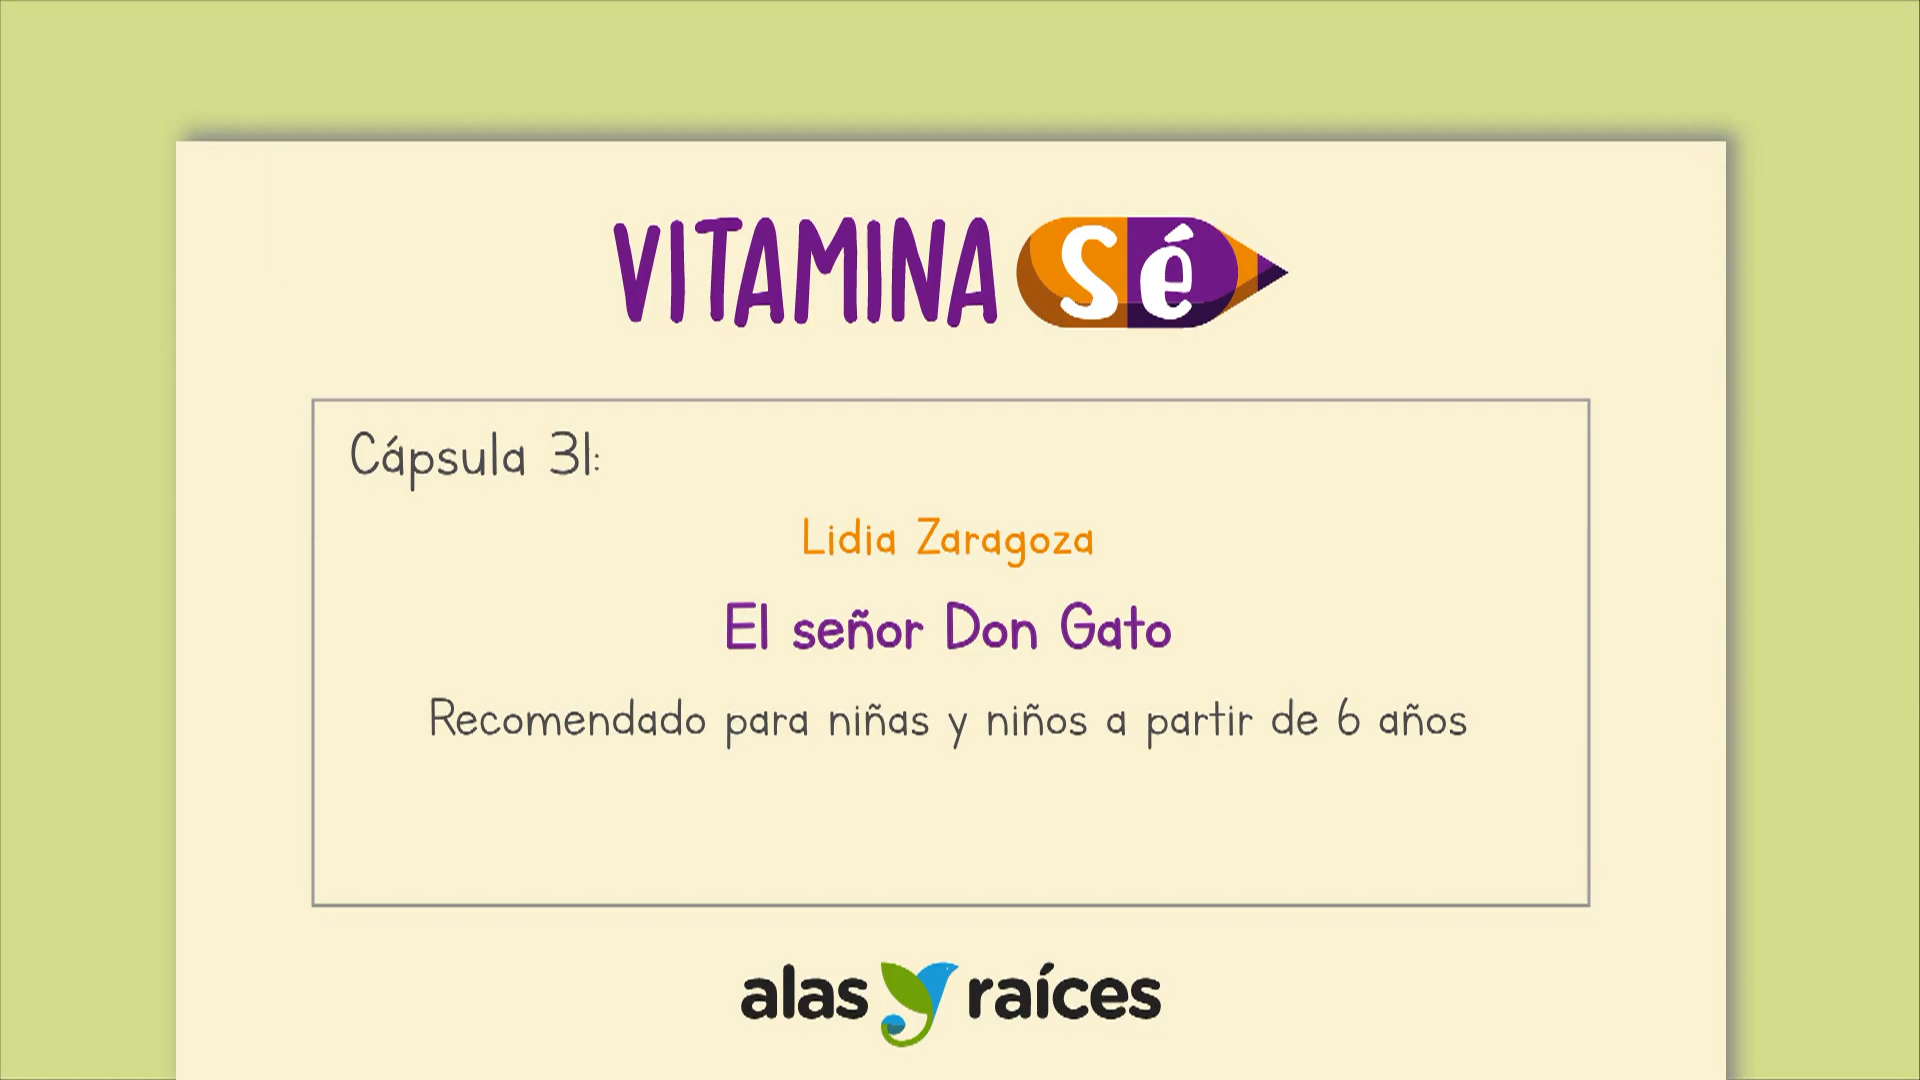 VITAMINA Sé
Cápsula 31:
Lidia Zaragoza
El señor Don Gato
Recomendado para niñas y niños a partir de 6 años
alas y raíces